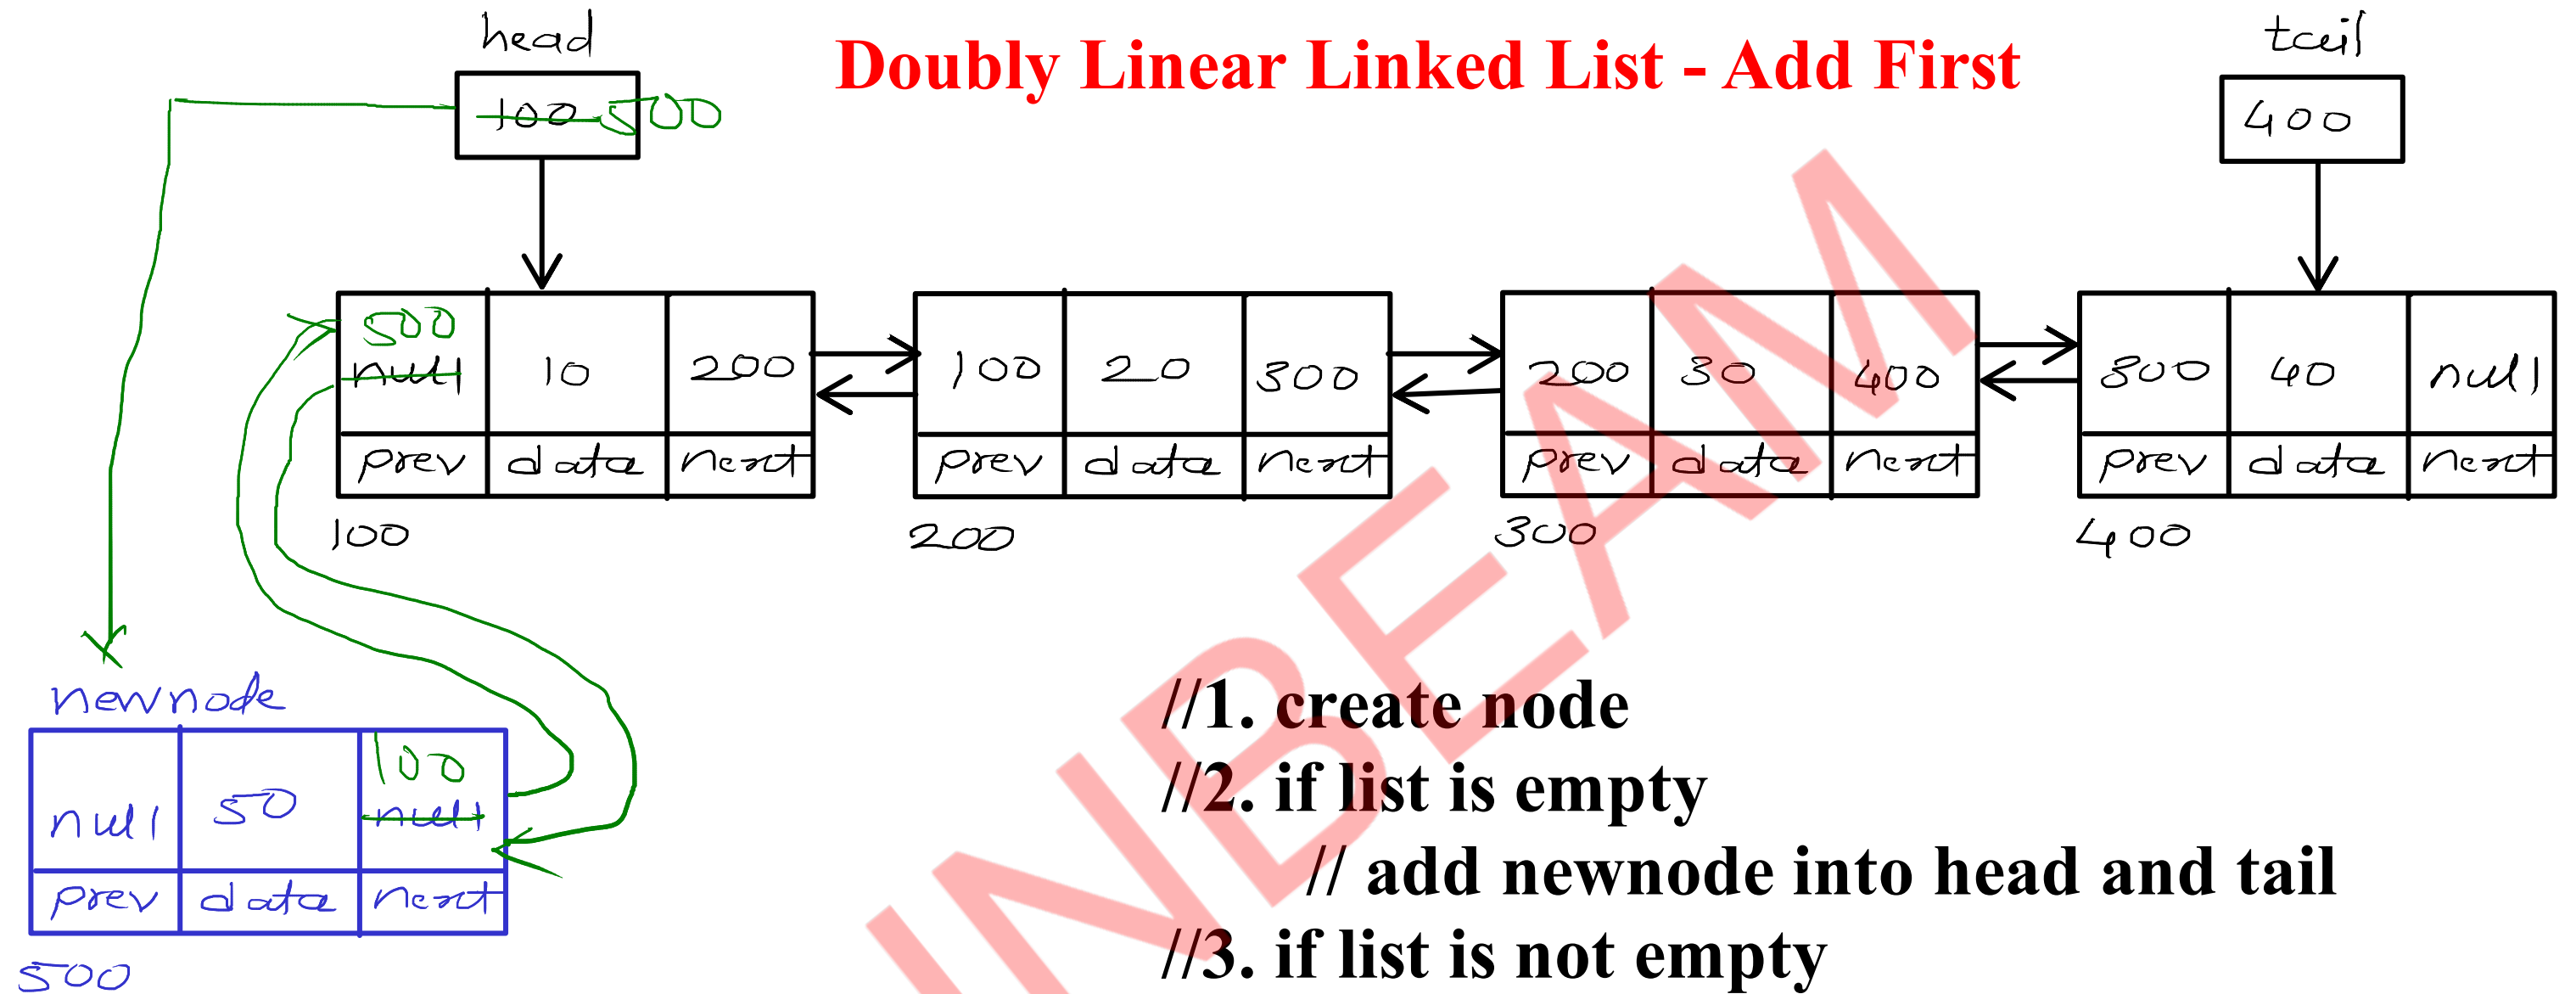 head
Doubly Linear Linked List - Add First
tail
100 500
400
500
null 10 200
100 20 300
200 30 400
300 40 null
prev data next
prev data next
prev data next
prev data next
100
200
300
400
newnode
100
null 50 null
prev data next
500
//1. create node
//2. if list is empty
// add newnode into head and tail
//3. if list is not empty
NBEAM